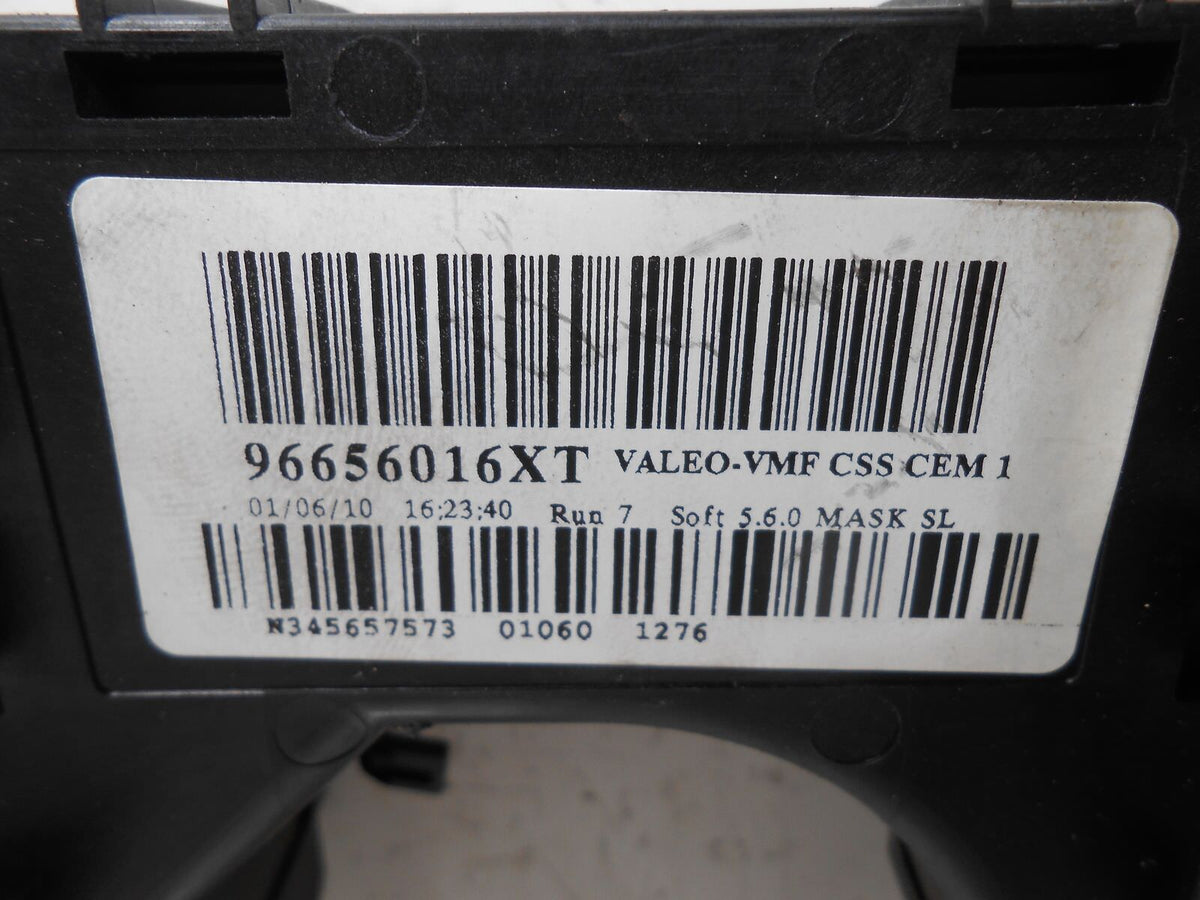 96656016XT VALEO-VMF CSS CEM 1
01/06/10 16:23:40 Run 7 Soft 5.6.0 MASK SL
N345657573 01060 1276